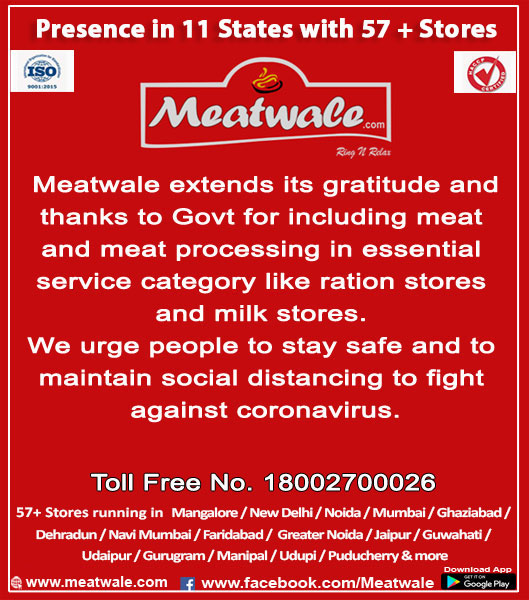 Presence in 11 States with 57 + Stores
ISO
9001:2015
HACCP
CERTIFIED
Meatwale.com
Ring N Relax
Meatwale extends its gratitude and
thanks to Govt for including meat
and meat processing in essential
service category like ration stores
and milk stores.
We urge people to stay safe and to
maintain social distancing to fight
against coronavirus.
Toll Free No. 18002700026
57+ Stores running in Mangalore / New Delhi / Noida / Mumbai / Ghaziabad /
Dehradun / Navi Mumbai / Faridabad / Greater Noida / Jaipur / Guwahati /
Udaipur / Gurugram / Manipal / Udupi / Puducherry & more
Download App
www.meatwale.com f www.facebook.com/Meatwale GET IT ON Google Play